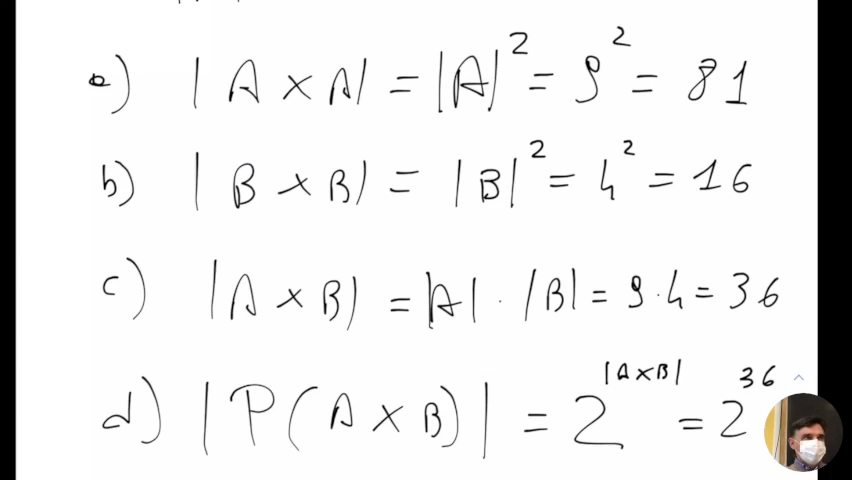 a) |A × A| = |A|² = 9² = 81
b) |B × B| = |B|² = 4² = 16
c) |A × B| = |A| · |B| = 9 · 4 = 36
d) |P(A × B)| = 2^|A×B| = 2^36